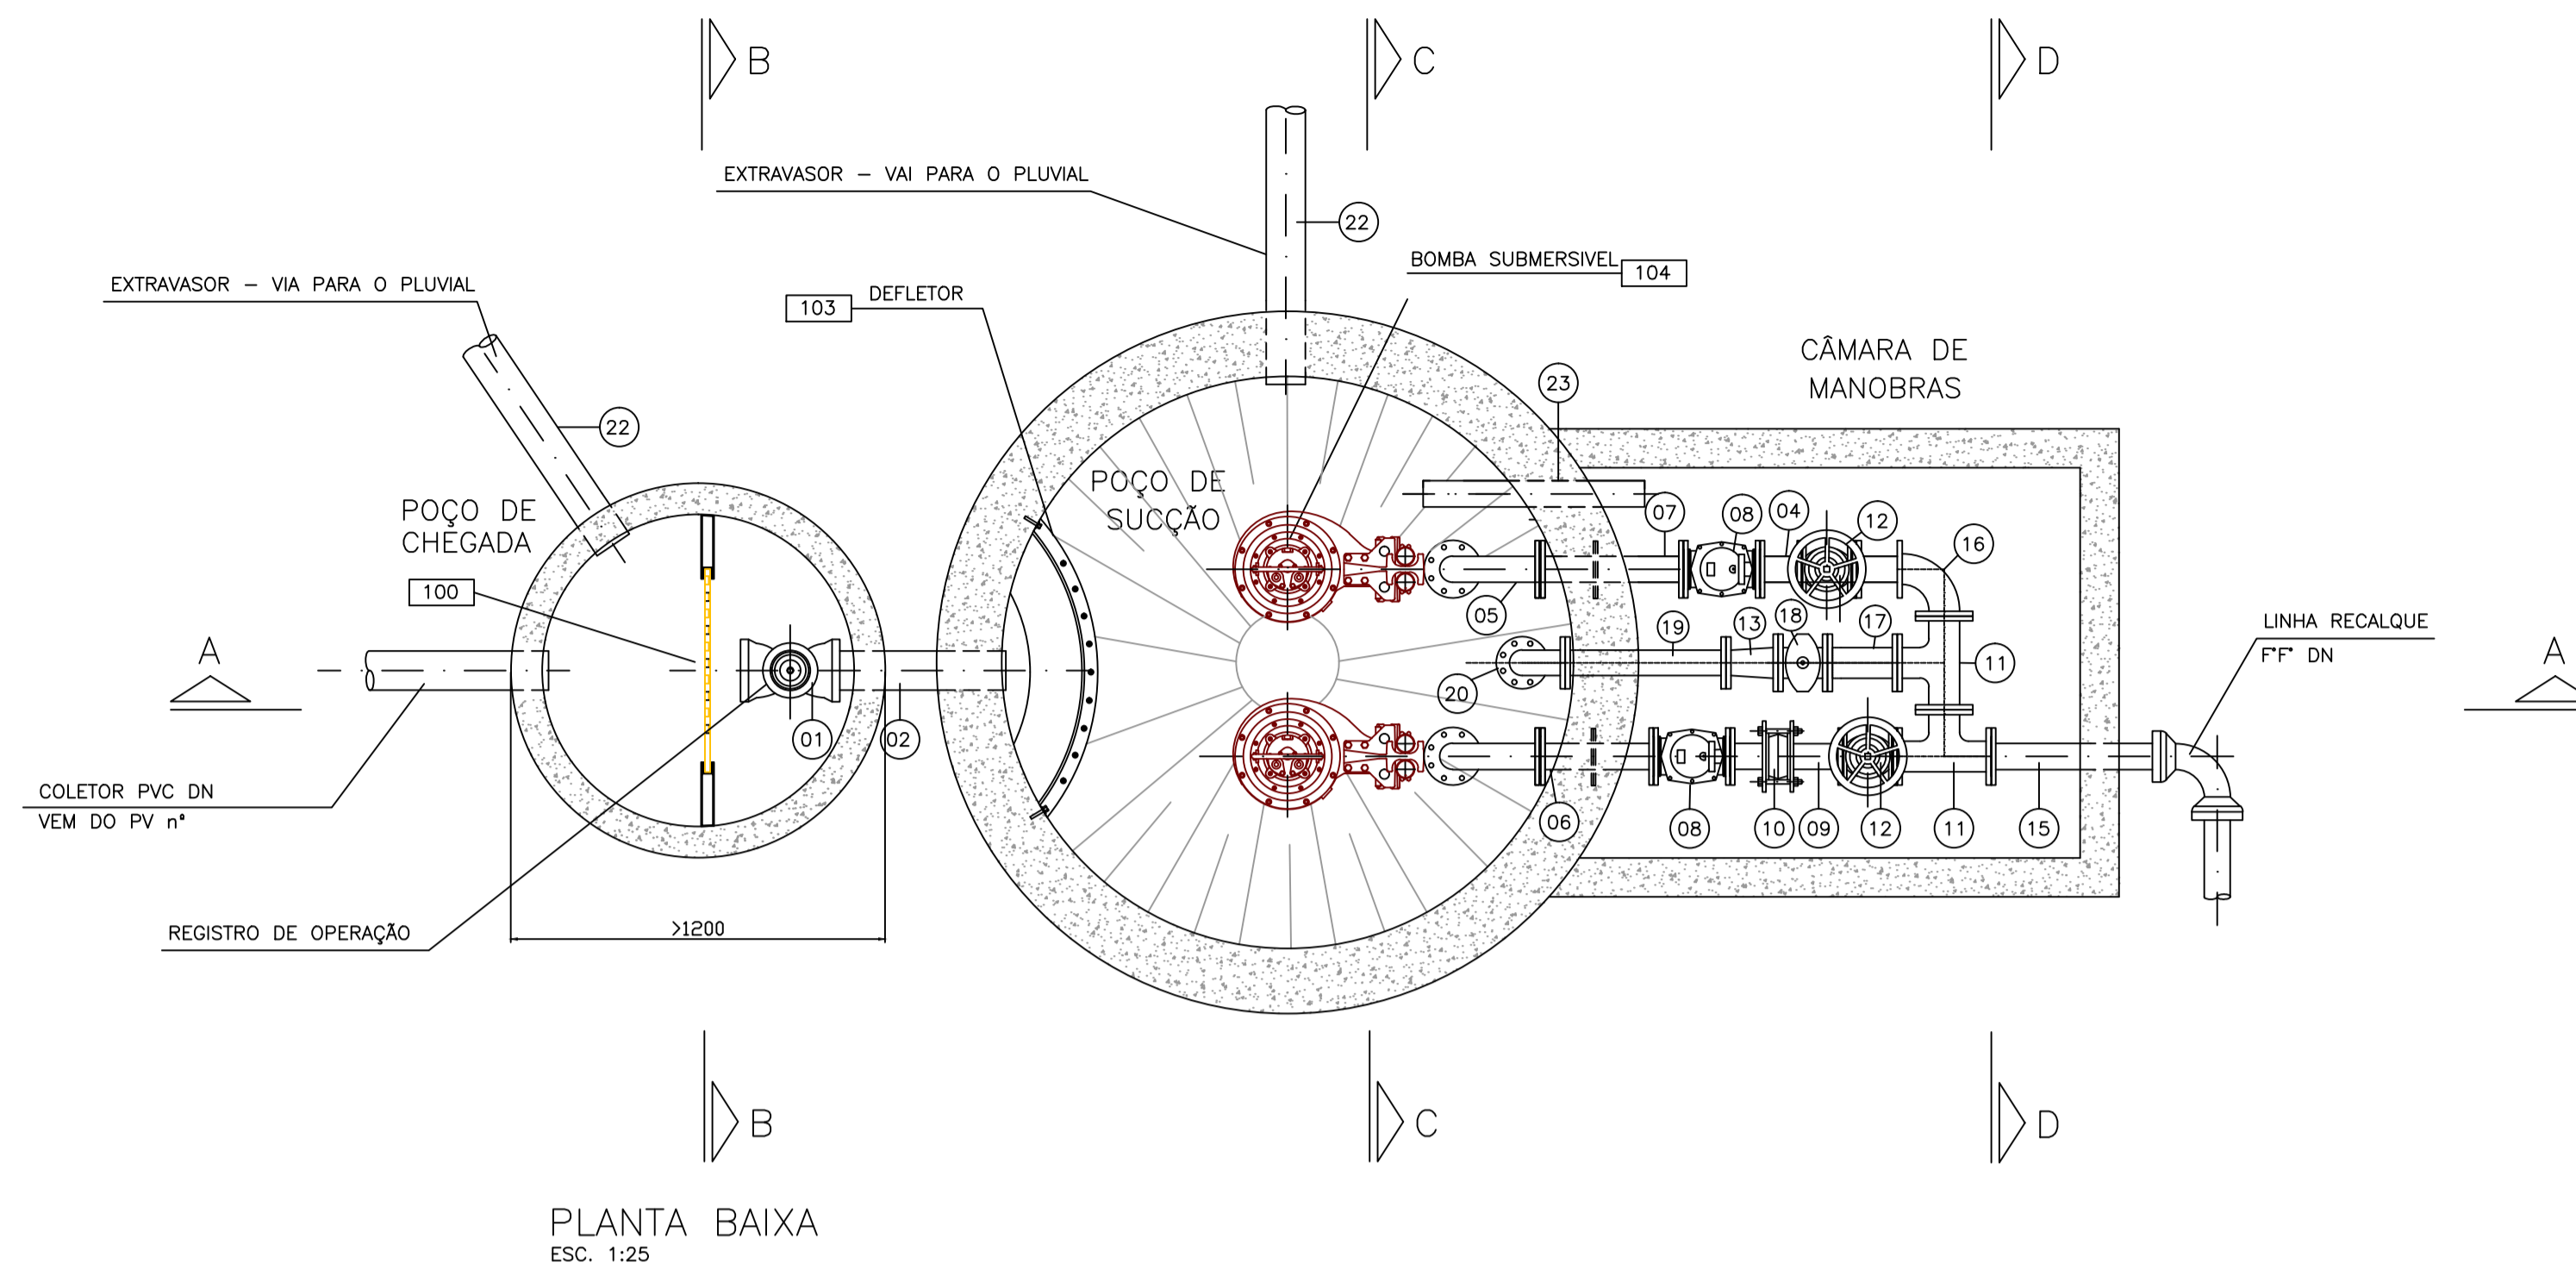 B
C
D
EXTRAVASOR - VAI PARA O PLUVIAL
22
BOMBA SUBMERSIVEL
104
EXTRAVASOR - VIA PARA O PLUVIAL
103
DEFLETOR
CÂMARA DE
MANOBRAS
23
22
POÇO DE
CHEGADA
POÇO DE
SUCÇÃO
07
08
04
12
16
100
05
19
13
18
17
11
LINHA RECALQUE
F°F° DN
A
A
20
01
02
COLETOR PVC DN
VEM DO PV n°
06
08
10
09
12
11
15
REGISTRO DE OPERAÇÃO
>1200
B
C
D
PLANTA BAIXA
ESC. 1:25